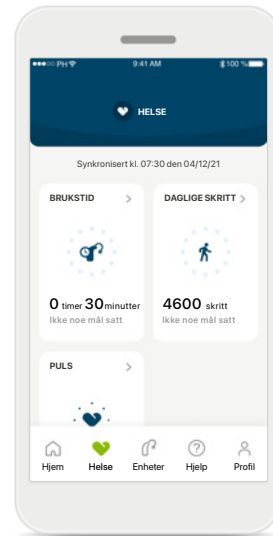 PH 9:41 AM 100 %
HELSE
Synkronisert kl. 07:30 den 04/12/21
BRUKSTID > DAGLIGE SKRITT >
0 timer 30 minutter 4600 skritt
Ikke noe mål satt Ikke noe mål satt
PULS >
Hjem Helse Enheter Hjelp Profil